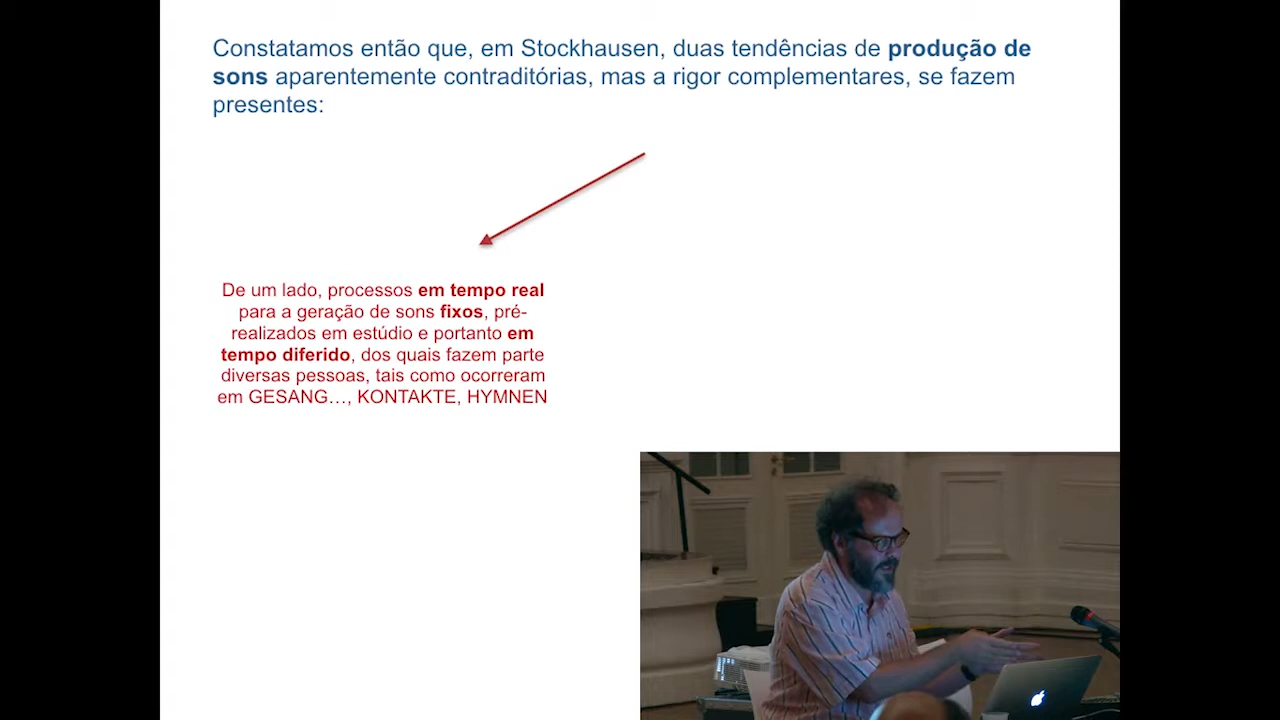 Constatamos então que, em Stockhausen, duas tendências de produção de
sons aparentemente contraditórias, mas a rigor complementares, se fazem
presentes:
De um lado, processos em tempo real
para a geração de sons fixos, pré-
realizados em estúdio e portanto em
tempo diferido, dos quais fazem parte
diversas pessoas, tais como ocorreram
em GESANG…, KONTAKTE, HYMNEN